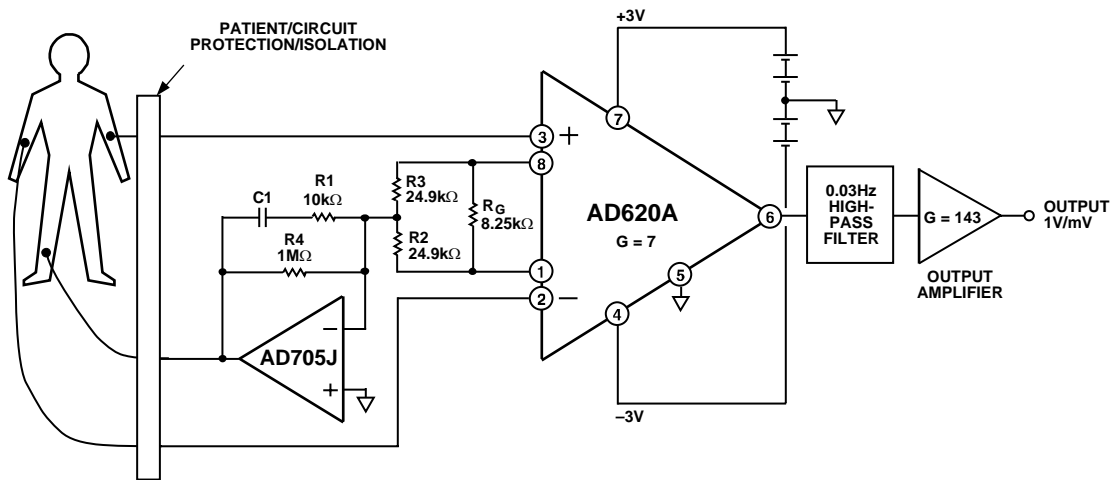 PATIENT/CIRCUIT
PROTECTION/ISOLATION
+3V
7
3
+
8
R1
10kΩ
C1
R3
24.9kΩ
RG
8.25kΩ
R4
1MΩ
R2
24.9kΩ
AD620A
G = 7
6
0.03Hz
HIGH-
PASS
FILTER
G = 143
OUTPUT
1V/mV
OUTPUT
AMPLIFIER
1
2
−
5
4
−
AD705J
+
–3V